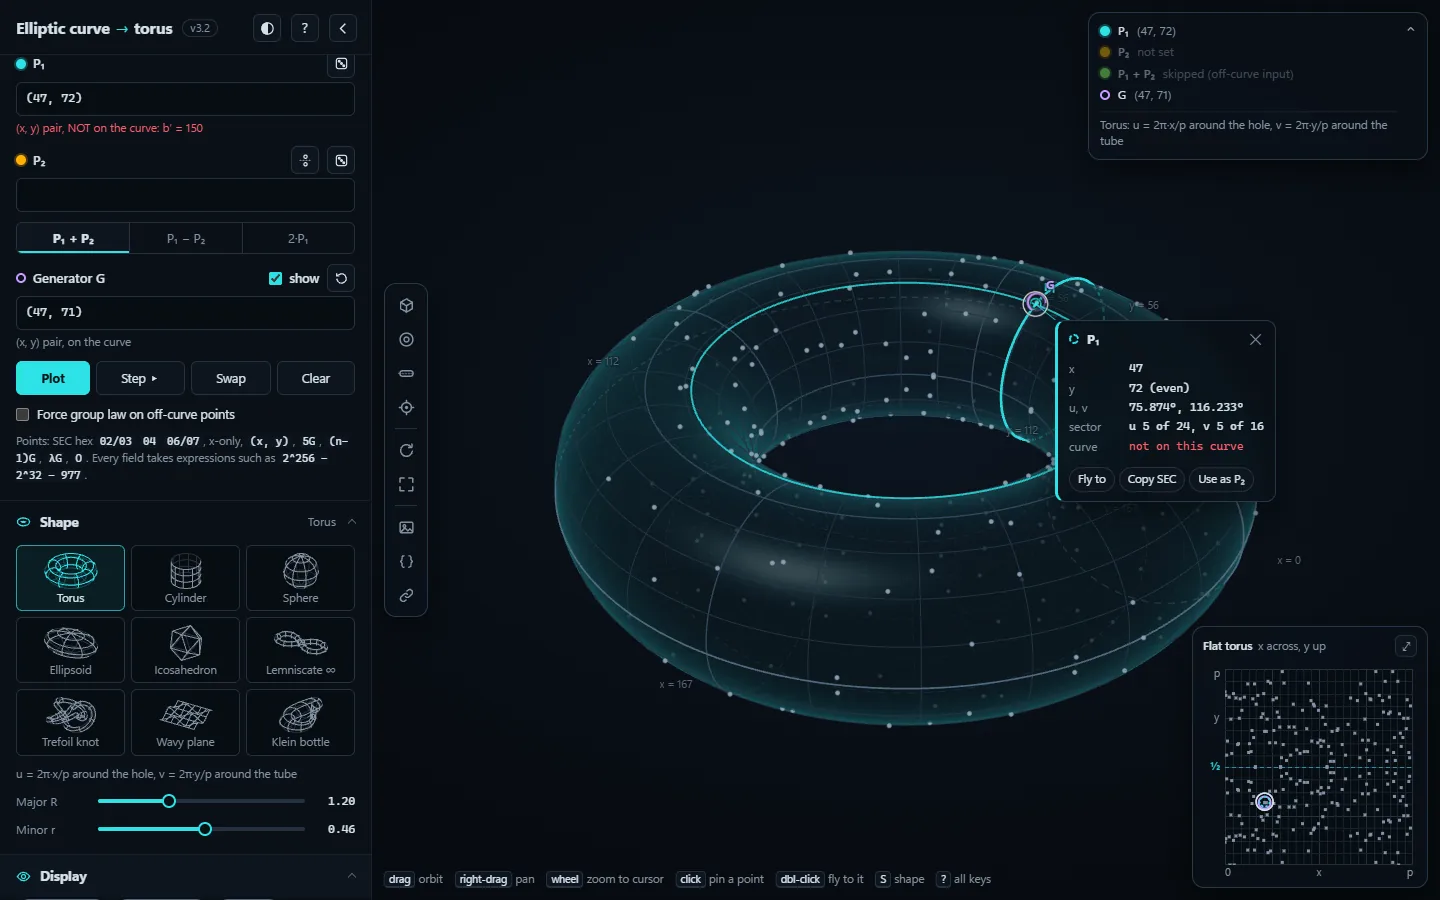 Elliptic curve → torus v3.2 ?
P₁
(47, 72)
(x, y) pair, NOT on the curve: b' = 150
P₂
P₁ + P₂
P₁ − P₂
2·P₁
Generator G
show
(47, 71)
(x, y) pair, on the curve
Plot
Step ▸
Swap
Clear
Force group law on off-curve points
Points: SEC hex 02/03 04 06/07 , x-only, (x, y) , 5G , (n−
1)G , λG , O . Every field takes expressions such as 2^256 −
2^32 − 977 .
Shape
Torus
Torus
Cylinder
Sphere
Ellipsoid
Icosahedron
Lemniscate ∞
Trefoil knot
Wavy plane
Klein bottle
u = 2π·x/p around the hole, v = 2π·y/p around the tube
Major R 1.20
Minor r 0.46
Display
P₁ (47, 72)
P₂ not set
P₁ + P₂ skipped (off-curve input)
G (47, 71)
Torus: u = 2π·x/p around the hole, v = 2π·y/p around the
tube
G
y = 56
x = 112
y = 112
x = 0
x = 167
P₁
x 47
y 72 (even)
u, v 75.874°, 116.233°
sector u 5 of 24, v 5 of 16
curve not on this curve
Fly to
Copy SEC
Use as P₂
Flat torus x across, y up
p
y
½
0
x
p
drag orbit
right-drag pan
wheel zoom to cursor
click pin a point
dbl-click fly to it
S shape
? all keys